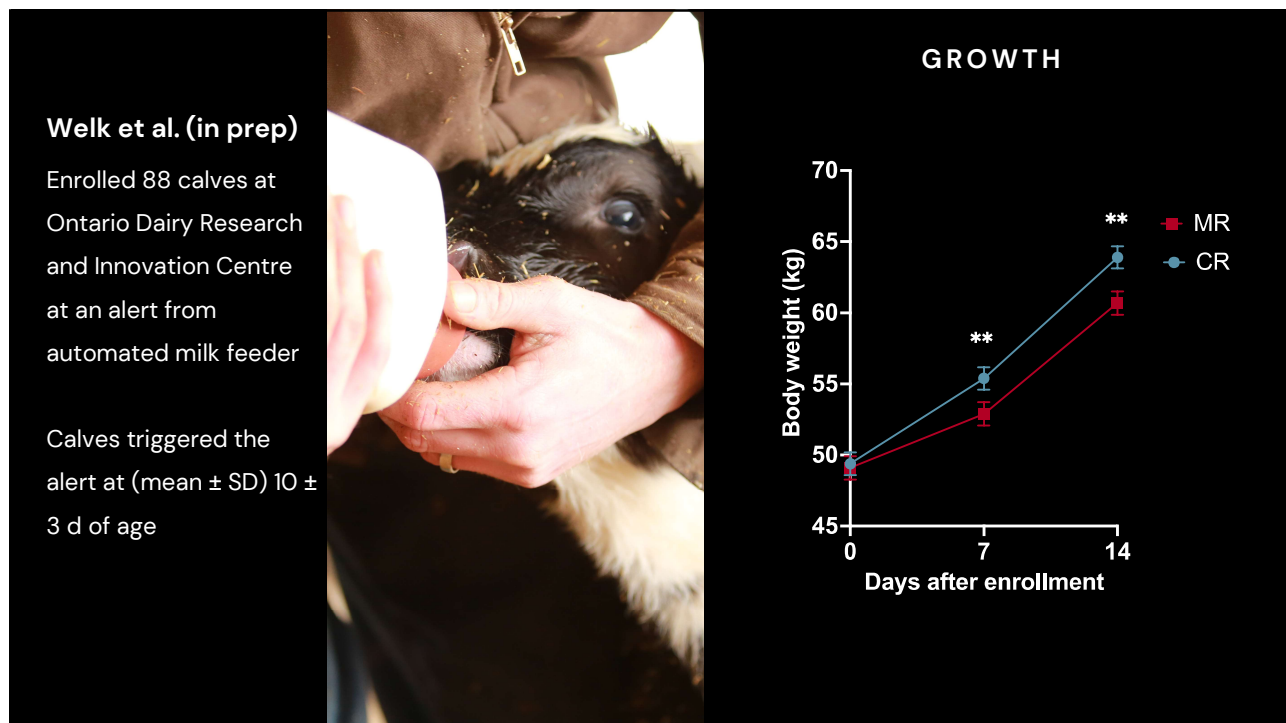 Welk et al. (in prep)
Enrolled 88 calves at
Ontario Dairy Research
and Innovation Centre
at an alert from
automated milk feeder
Calves triggered the
alert at (mean ± SD) 10 ±
3 d of age
GROWTH
70
65
60
55
50
45
Body weight (kg)
**
**
0
7
14
Days after enrollment
MR
CR